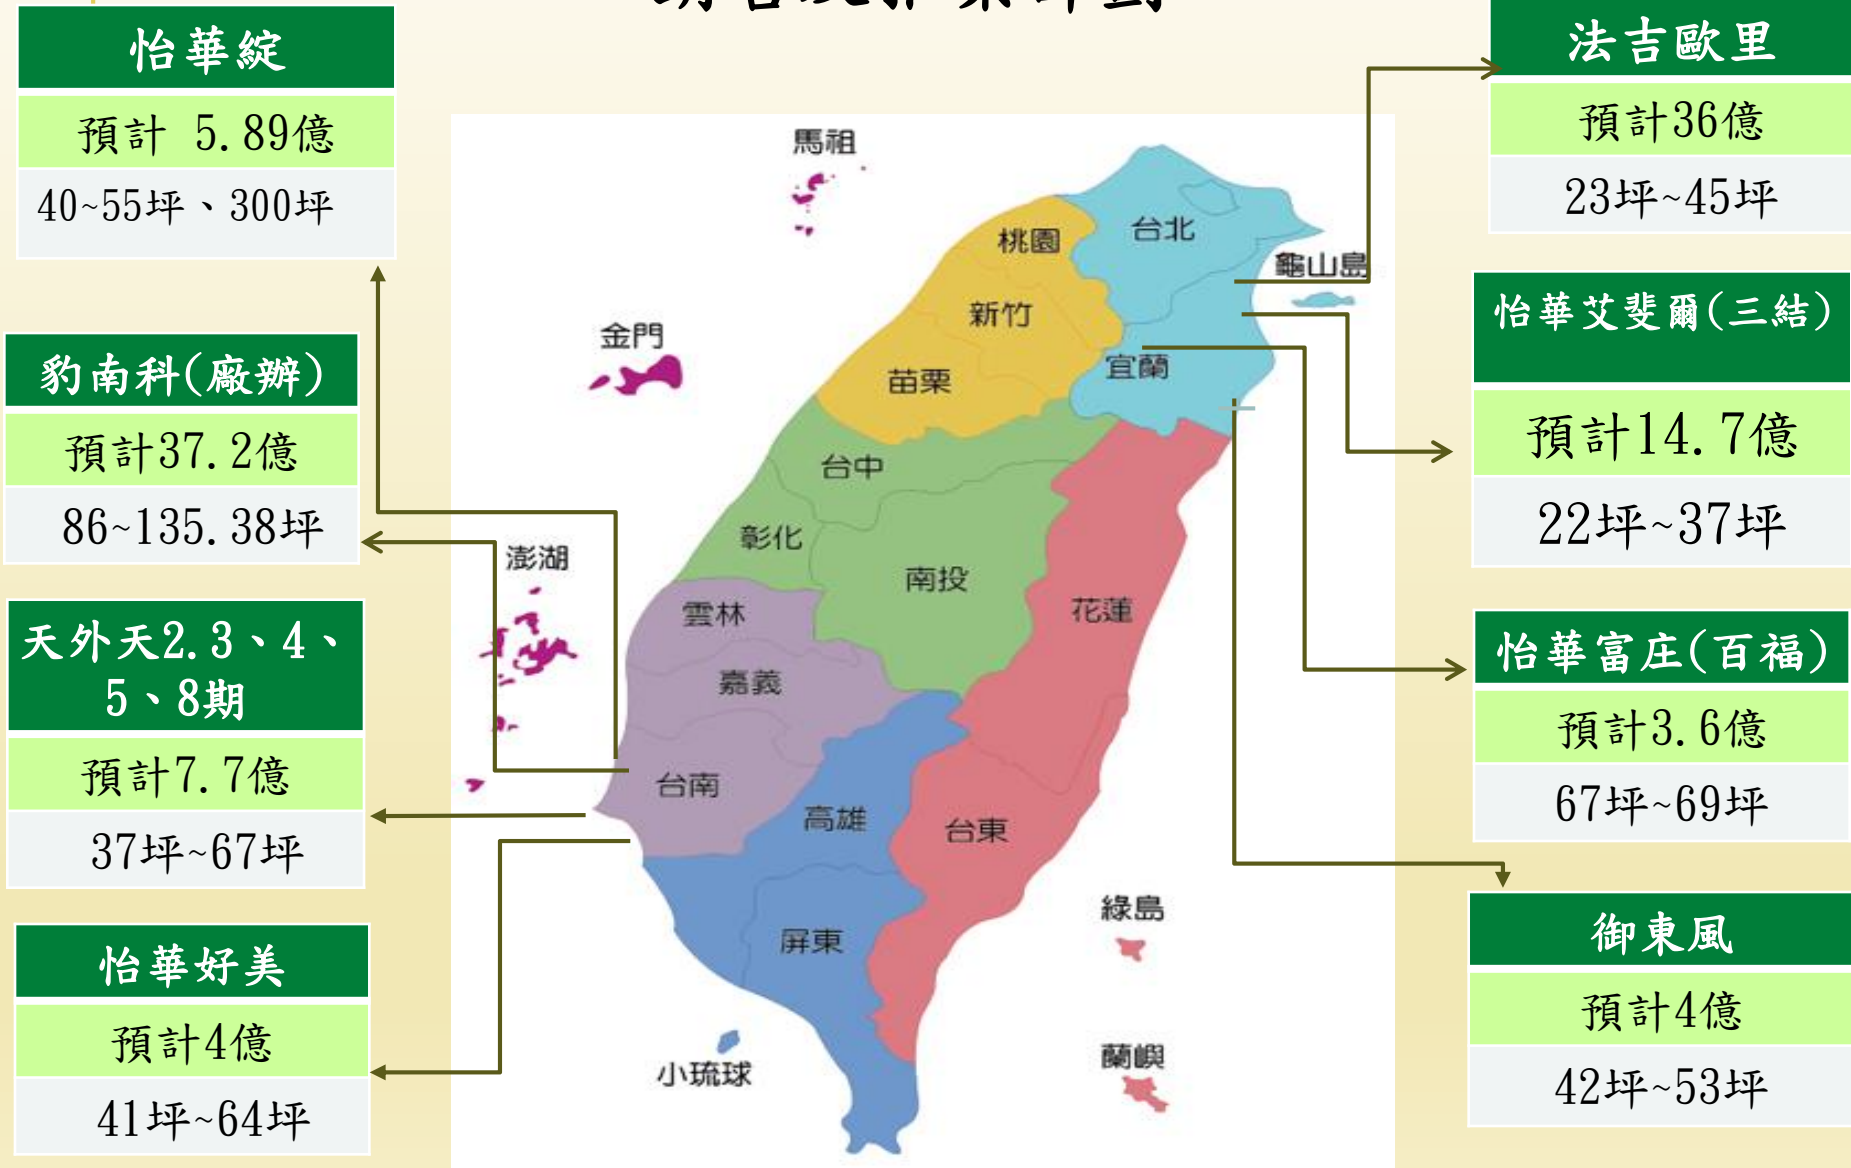 怡華綻
預計 5.89億
40~55坪、300坪
豹南科(廠辦)
預計37.2億
86~135.38坪
天外天2.3、4、
5、8期
預計7.7億
37坪~67坪
怡華好美
預計4億
41坪~64坪
馬祖
金門
澎湖
桃園
台北
龜山島
新竹
苗栗
宜蘭
台中
彰化
南投
花蓮
雲林
嘉義
台南
高雄
台東
屏東
綠島
蘭嶼
小琉球
法吉歐里
預計36億
23坪~45坪
怡華艾斐爾(三結)
預計14.7億
22坪~37坪
怡華富庄(百福)
預計3.6億
67坪~69坪
御東風
預計4億
42坪~53坪